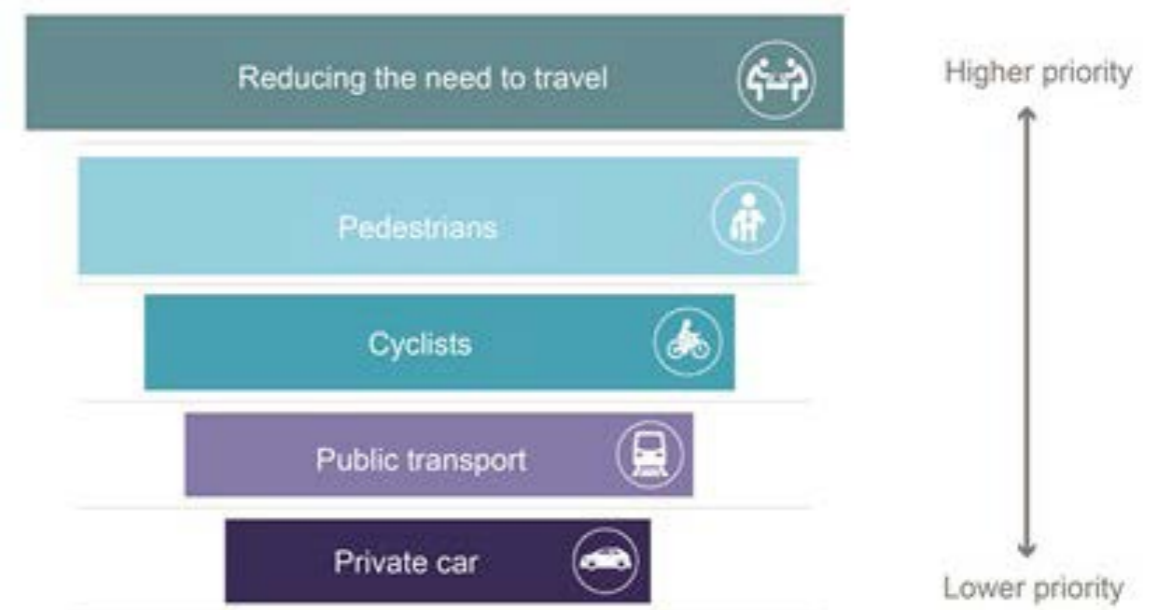 Reducing the need to travel
Higher priority
Pedestrians
Cyclists
Public transport
Private car
Lower priority